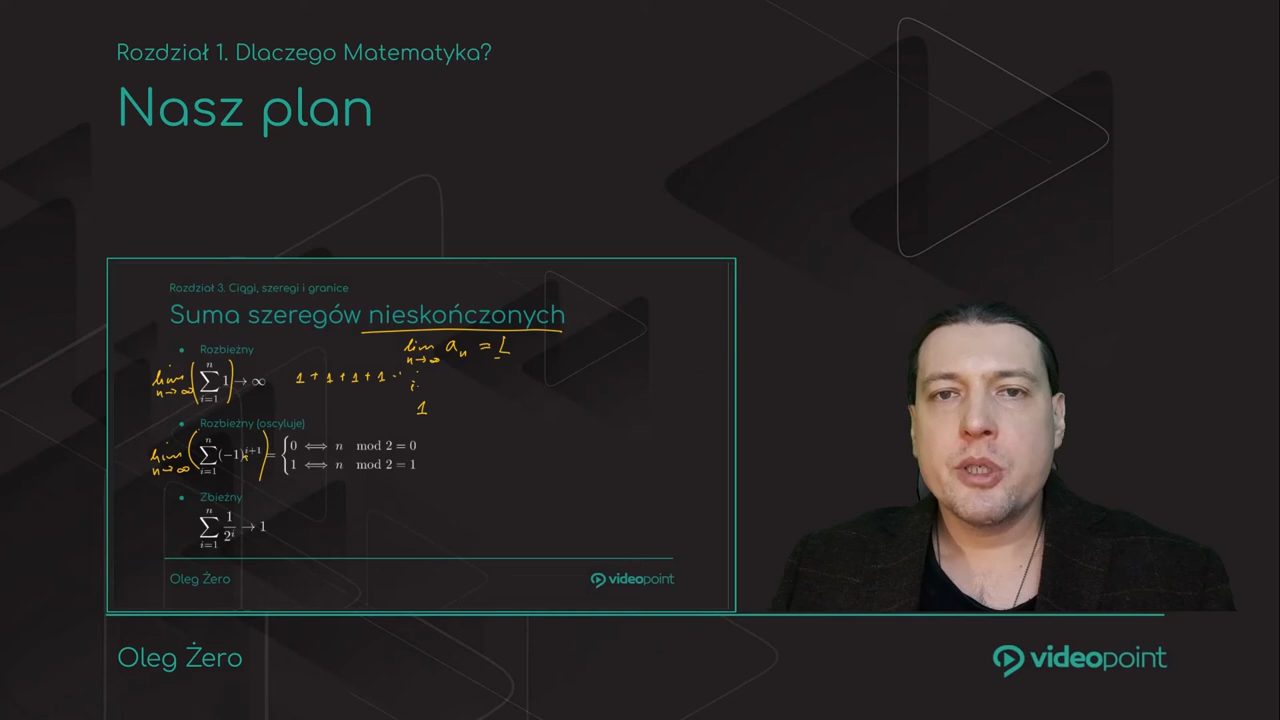 Rozdział 1. Dlaczego Matematyka?
Nasz plan
Rozdział 3. Ciągi, szeregi i granice
Suma szeregów nieskończonych
• Rozbieżny
lim n→∞ aₙ = L
lim n→∞ (∑ i=1 n 1) → ∞ 1 + 1 + 1 + 1 ...
1
• Rozbieżny (oscyluje)
lim n→∞ (∑ i=1 n (-1)^{i+1}) = { 0 ⟺ n mod 2 = 0
1 ⟺ n mod 2 = 1
• Zbieżny
∑ i=1 n 1/2^i → 1
Oleg Żero
videopoint
Oleg Żero
videopoint